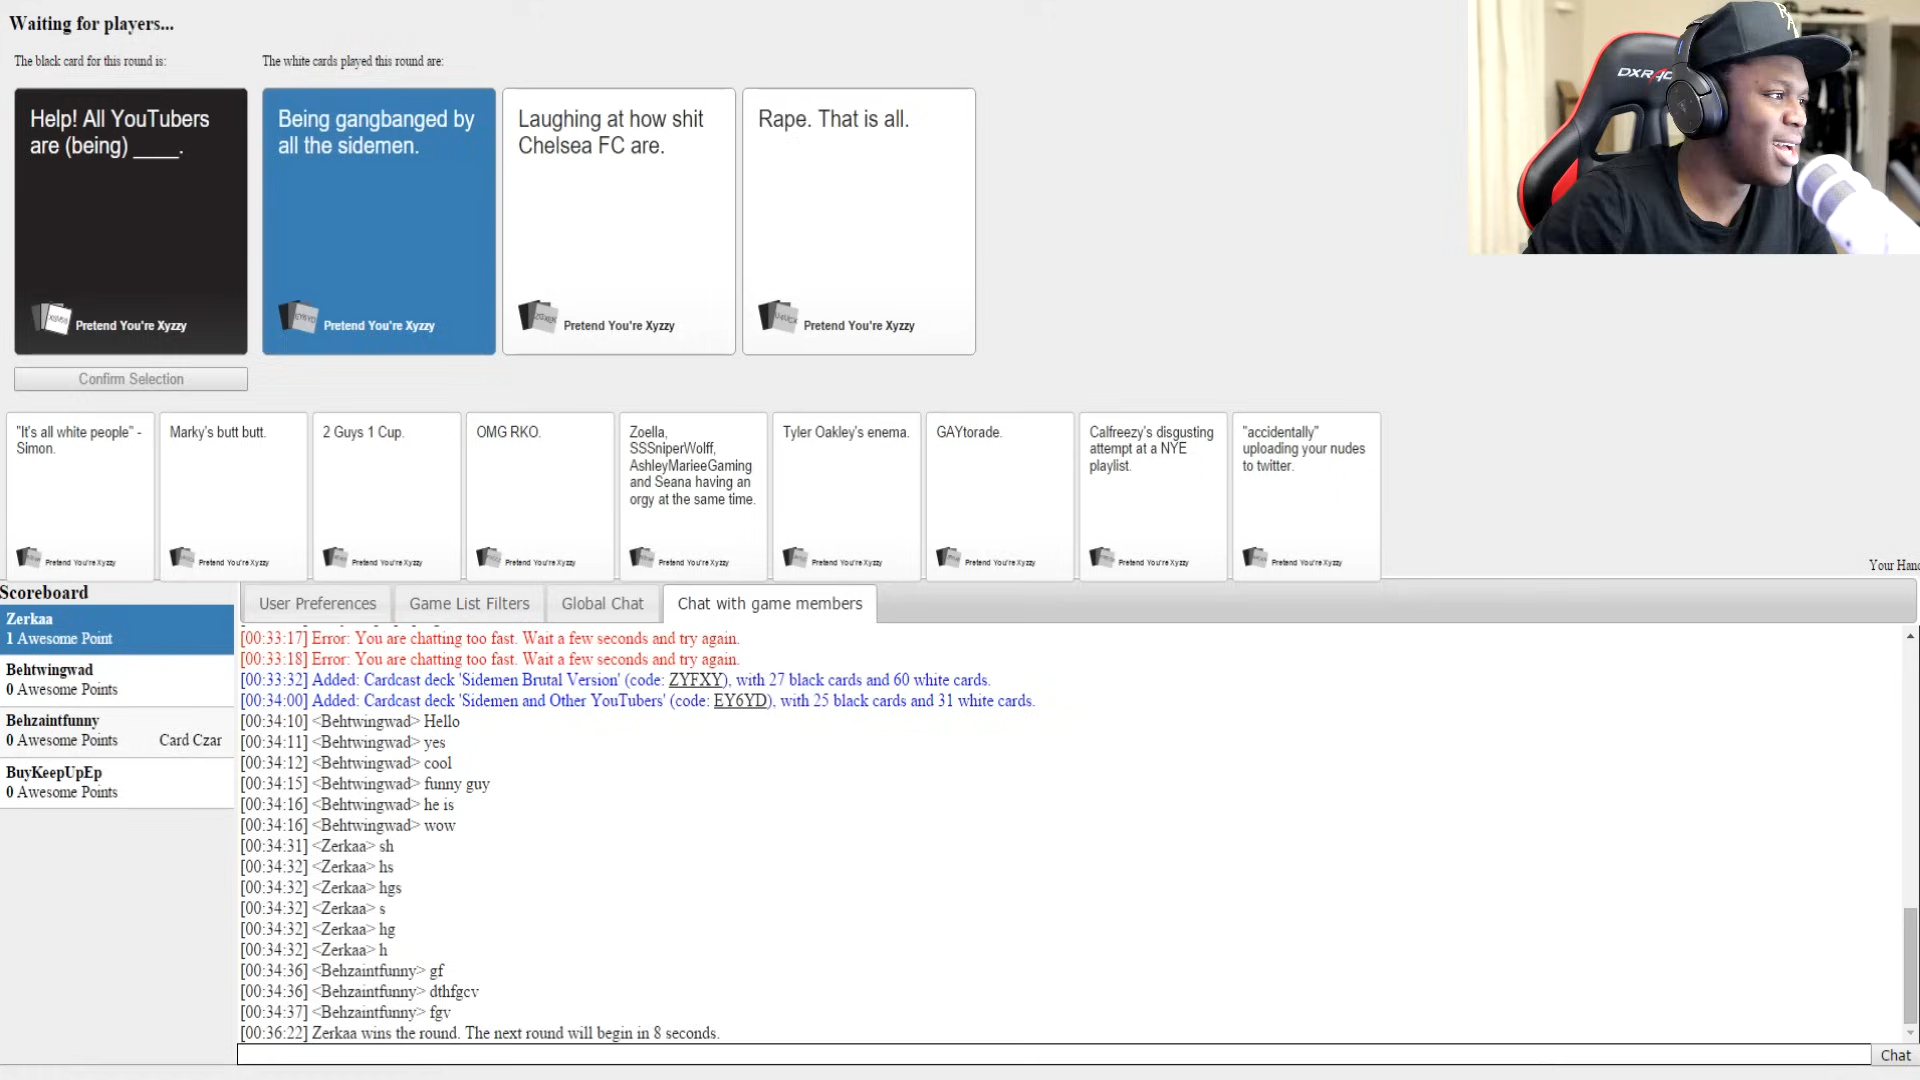 Waiting for players...
The black card for this round is:
The white cards played this round are:
Help! All YouTubers
are (being) ____.
Pretend You're Xyzzy
Being gangbanged by
all the sidemen.
EY6YD
Pretend You're Xyzzy
Laughing at how shit
Chelsea FC are.
Pretend You're Xyzzy
Rape. That is all.
Pretend You're Xyzzy
DXRAC
Confirm Selection
"It's all white people" -
Simon.
Pretend You're Xyzzy
Marky's butt butt.
Pretend You're Xyzzy
2 Guys 1 Cup.
Pretend You're Xyzzy
OMG RKO.
Pretend You're Xyzzy
Zoella,
SSSniperWolff,
AshleyMarieeGaming
and Seana having an
orgy at the same time.
Pretend You're Xyzzy
Tyler Oakley's enema.
Pretend You're Xyzzy
GAYtorade.
Pretend You're Xyzzy
Calfreezy's disgusting
attempt at a NYE
playlist.
Pretend You're Xyzzy
"accidentally"
uploading your nudes
to twitter.
Pretend You're Xyzzy
Your Hand
Scoreboard
Zerkaa
1 Awesome Point
Behtwingwad
0 Awesome Points
Behzaintfunny
0 Awesome Points Card Czar
BuyKeepUpEp
0 Awesome Points
User Preferences
Game List Filters
Global Chat
Chat with game members
[00:33:17] Error: You are chatting too fast. Wait a few seconds and try again.
[00:33:18] Error: You are chatting too fast. Wait a few seconds and try again.
[00:33:32] Added: Cardcast deck 'Sidemen Brutal Version' (code: ZYFXY), with 27 black cards and 60 white cards.
[00:34:00] Added: Cardcast deck 'Sidemen and Other YouTubers' (code: EY6YD), with 25 black cards and 31 white cards.
[00:34:10] <Behtwingwad> Hello
[00:34:11] <Behtwingwad> yes
[00:34:12] <Behtwingwad> cool
[00:34:15] <Behtwingwad> funny guy
[00:34:16] <Behtwingwad> he is
[00:34:16] <Behtwingwad> wow
[00:34:31] <Zerkaa> sh
[00:34:32] <Zerkaa> hs
[00:34:32] <Zerkaa> hgs
[00:34:32] <Zerkaa> s
[00:34:32] <Zerkaa> hg
[00:34:32] <Zerkaa> h
[00:34:36] <Behzaintfunny> gf
[00:34:36] <Behzaintfunny> dthfgcv
[00:34:37] <Behzaintfunny> fgv
[00:36:22] Zerkaa wins the round. The next round will begin in 8 seconds.
Chat